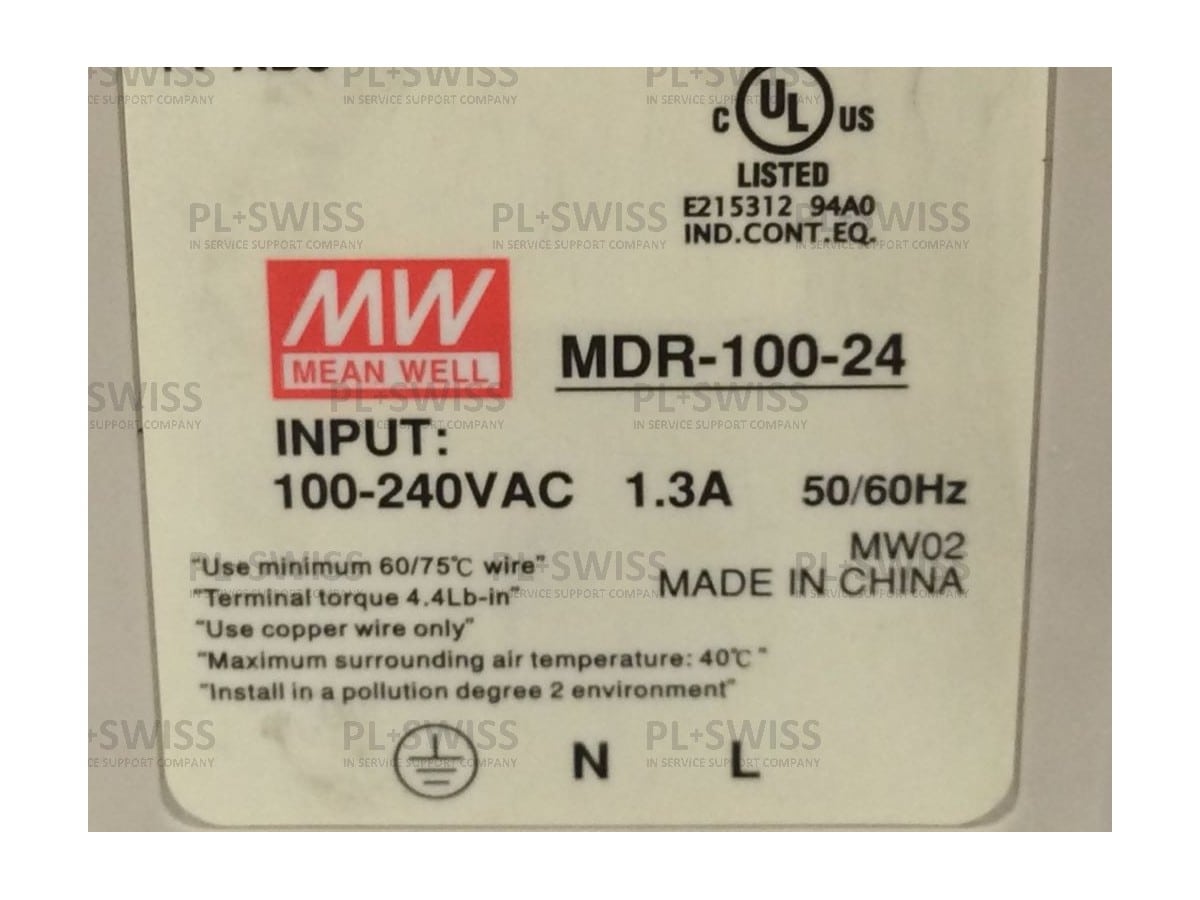 C UL US
LISTED
E215312 94A0
IND.CONT.EQ.
MW
MEAN WELL
MDR-100-24
INPUT:
100-240VAC 1.3A 50/60Hz
MW02
MADE IN CHINA
"Use minimum 60/75℃ wire"
"Terminal torque 4.4Lb-in"
"Use copper wire only"
"Maximum surrounding air temperature: 40℃ "
"Install in a pollution degree 2 environment"
N L
PL+SWISS
IN SERVICE SUPPORT COMPANY